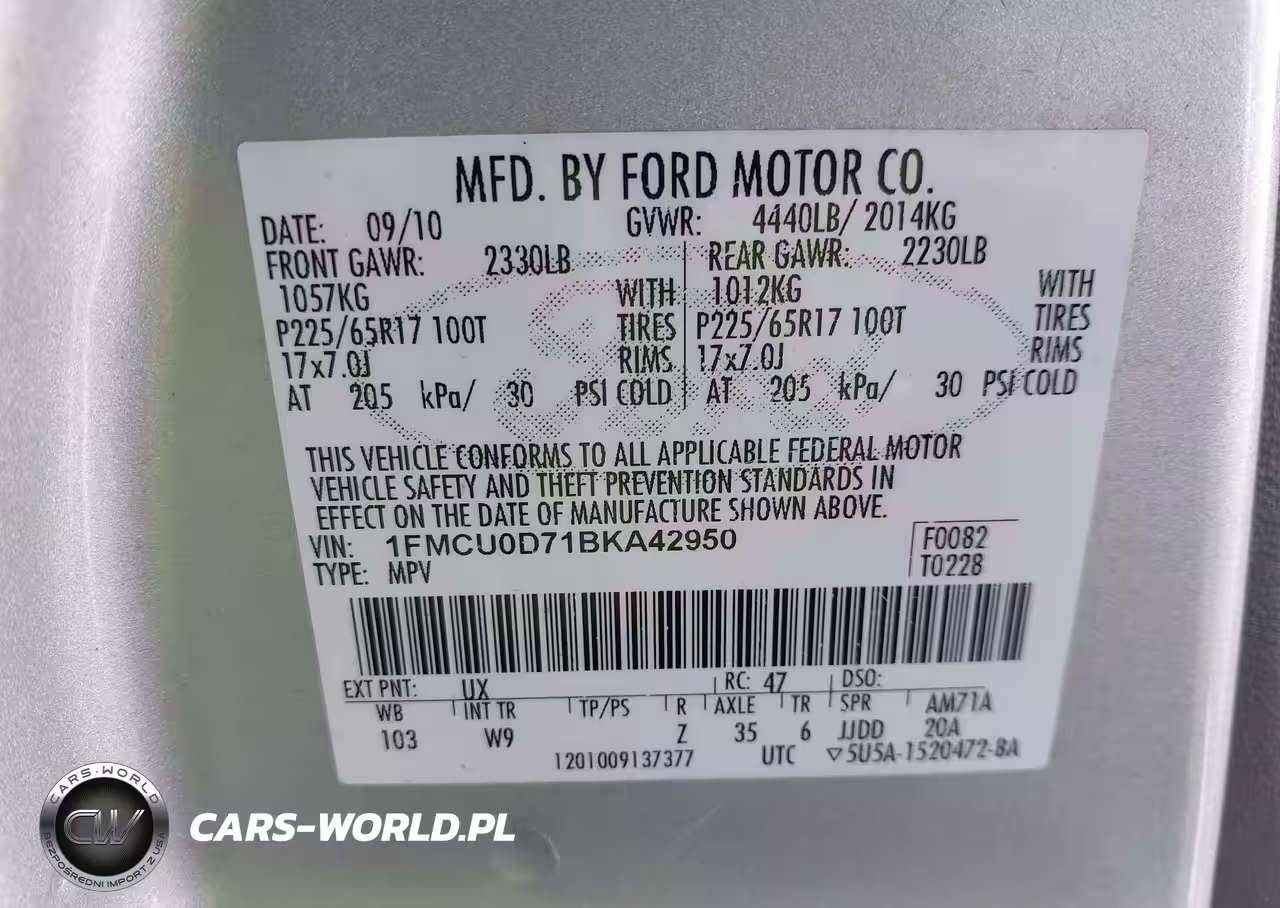 MFD. BY FORD MOTOR CO.
DATE: 09/10 GVWR: 4440LB/ 2014KG
FRONT GAWR: 2330LB REAR GAWR: 2230LB
1057KG WITH 1012KG WITH
P225/65R17 100T TIRES P225/65R17 100T TIRES
17x7.0J RIMS 17x7.0J RIMS
AT 205 kPa/ 30 PSI COLD AT 205 kPa/ 30 PSI COLD
THIS VEHICLE CONFORMS TO ALL APPLICABLE FEDERAL MOTOR
VEHICLE SAFETY AND THEFT PREVENTION STANDARDS IN
EFFECT ON THE DATE OF MANUFACTURE SHOWN ABOVE.
VIN: 1FMCU0D71BKA42950 F0082
TYPE: MPV T0228
EXT PNT: UX RC: 47 DSO:
WB INT TR TP/PS R AXLE TR SPR AM71A
103 W9 Z 35 6 JJDD 20A
1201009137377 UTC ▽5U5A-1520472-BA
CARS-WORLD
CW
BEZPOŚREDNI IMPORT Z USA
CARS-WORLD.PL